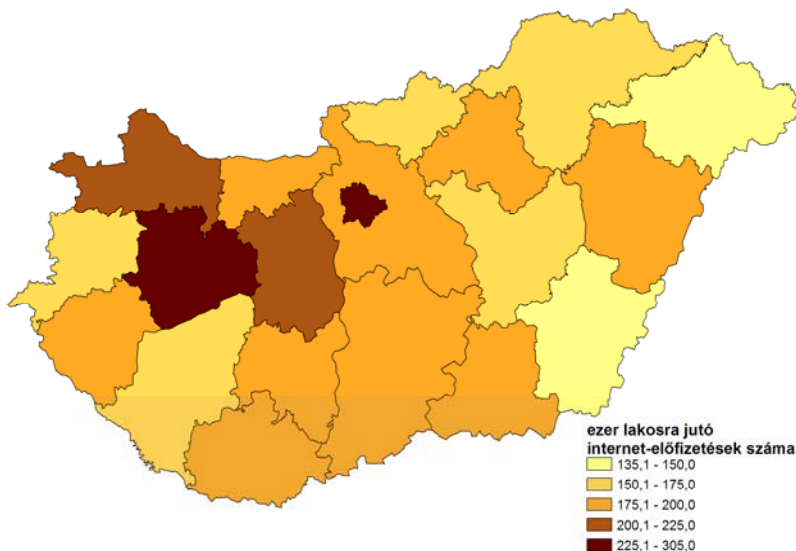 ezer lakosra jutó
internet-előfizetések száma
135,1 - 150,0
150,1 - 175,0
175,1 - 200,0
200,1 - 225,0
225,1 - 305,0